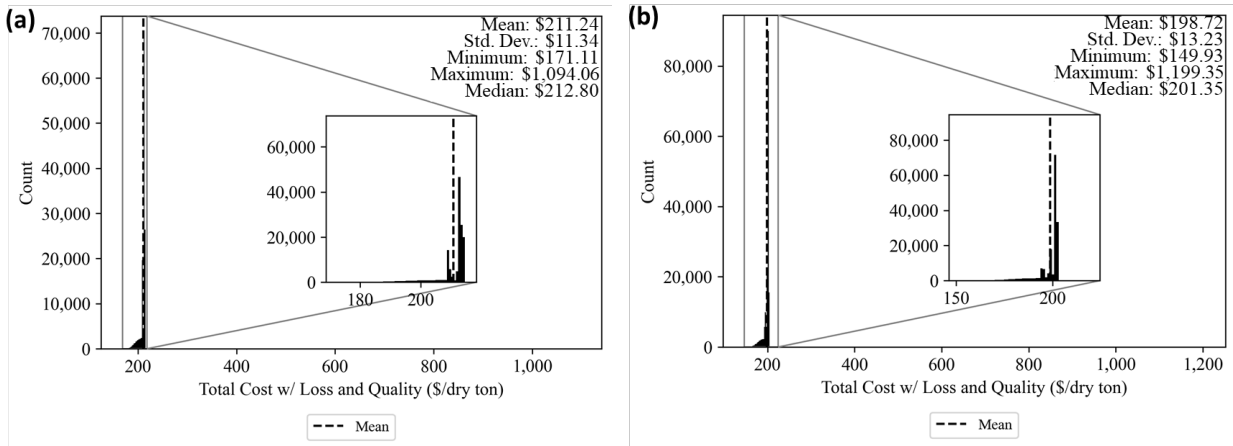 (a)
Mean: $211.24
Std. Dev.: $11.34
Minimum: $171.11
Maximum: $1,094.06
Median: $212.80
70,000
60,000
50,000
40,000
30,000
20,000
10,000
0
Count
60,000
40,000
20,000
0
180
200
200
400
600
800
1,000
Total Cost w/ Loss and Quality ($/dry ton)
Mean
(b)
Mean: $198.72
Std. Dev.: $13.23
Minimum: $149.93
Maximum: $1,199.35
Median: $201.35
80,000
60,000
40,000
20,000
0
Count
80,000
60,000
40,000
20,000
0
150
200
200
400
600
800
1,000
1,200
Total Cost w/ Loss and Quality ($/dry ton)
Mean